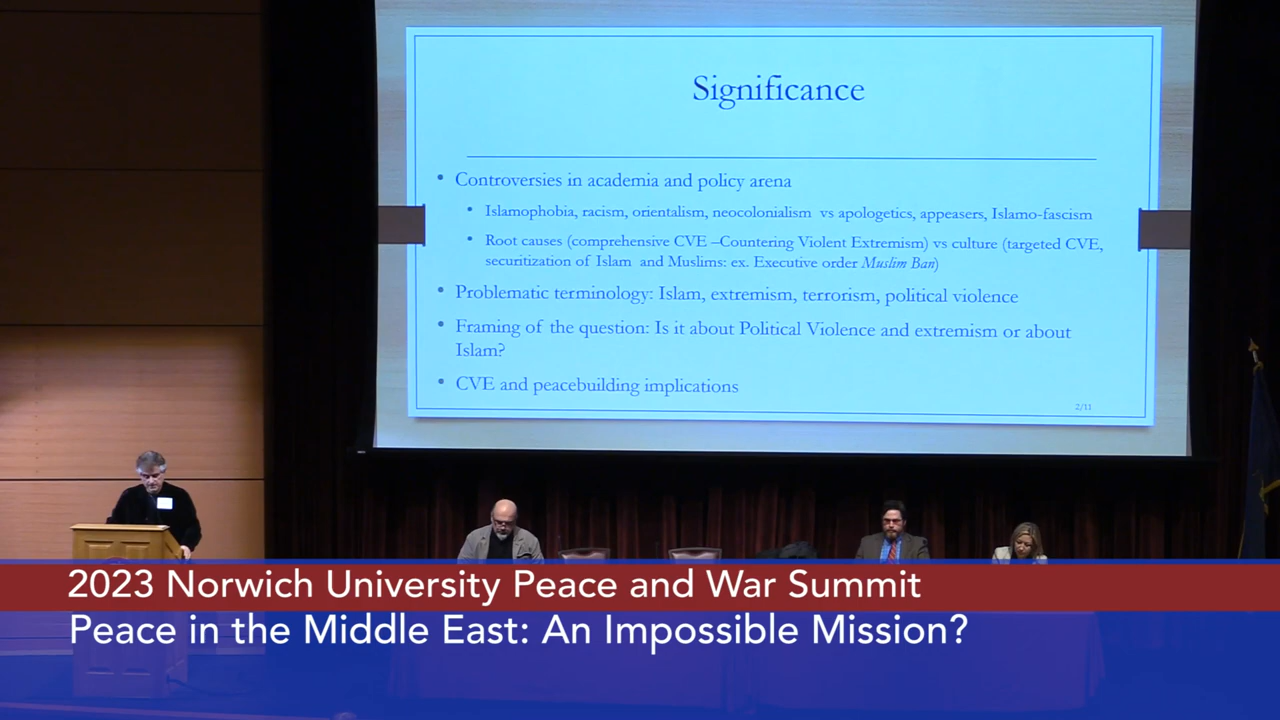 Significance
• Controversies in academia and policy arena
• Islamophobia, racism, orientalism, neocolonialism vs apologetics, appeasers, Islamo-fascism
• Root causes (comprehensive CVE –Countering Violent Extremism) vs culture (targeted CVE,
securitization of Islam and Muslims: ex. Executive order Muslim Ban)
• Problematic terminology: Islam, extremism, terrorism, political violence
• Framing of the question: Is it about Political Violence and extremism or about
Islam?
• CVE and peacebuilding implications
2/11
2023 Norwich University Peace and War Summit
Peace in the Middle East: An Impossible Mission?